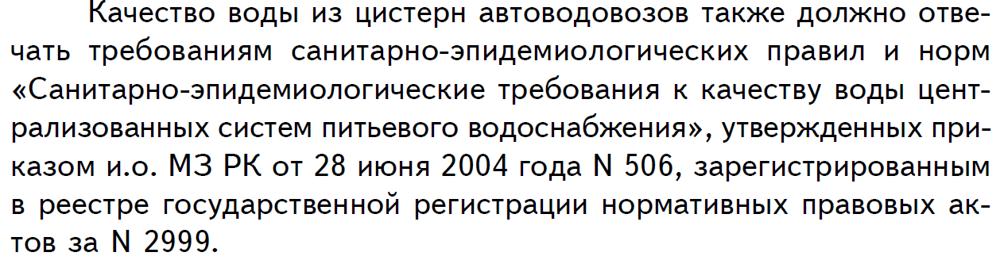 Качество воды из цистерн автоводовозов также должно отве-
чать требованиям санитарно-эпидемиологических правил и норм
«Санитарно-эпидемиологические требования к качеству воды цент-
рализованных систем питьевого водоснабжения», утвержденных при-
казом и.о. МЗ РК от 28 июня 2004 года N 506, зарегистрированным
в реестре государственной регистрации нормативных правовых ак-
тов за N 2999.